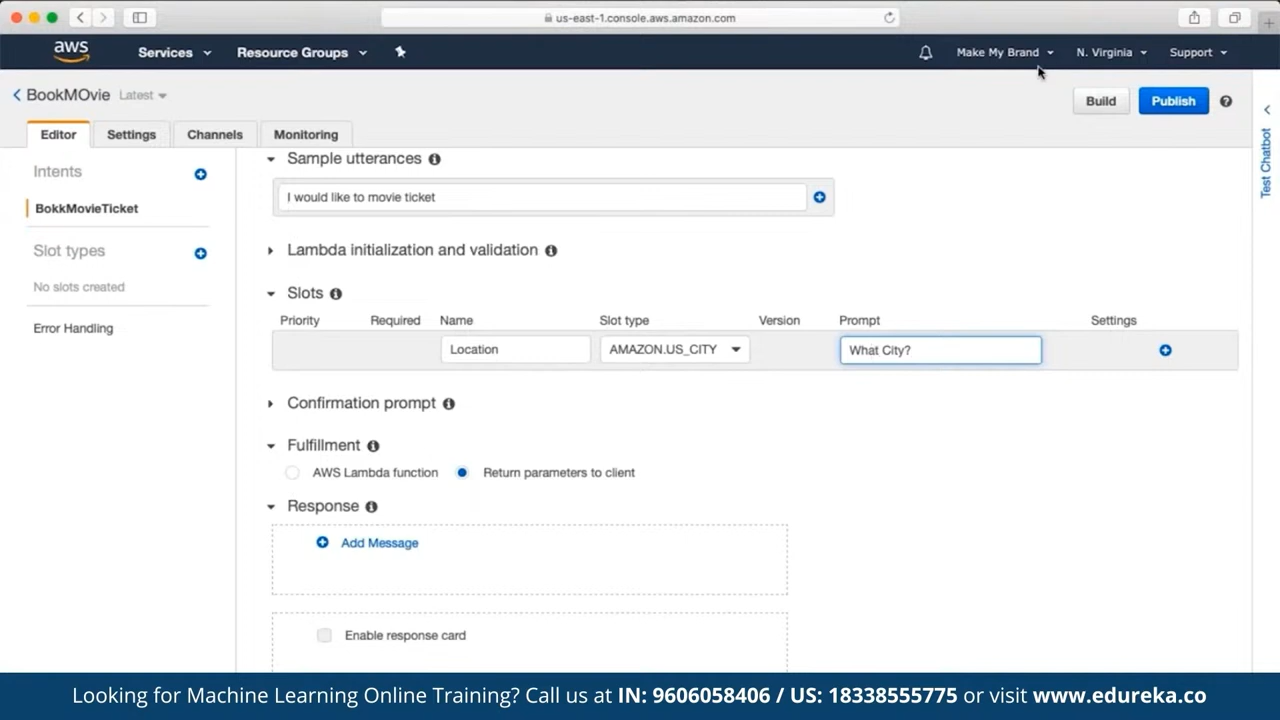 us-east-1.console.aws.amazon.com
aws Services Resource Groups Make My Brand N. Virginia Support
BookMOvie Latest Build Publish
Editor Settings Channels Monitoring
Test Chatbot
Intents
BokkMovieTicket
Slot types
No slots created
Error Handling
Sample utterances
I would like to movie ticket
Lambda initialization and validation
Slots
Priority Required Name Slot type Version Prompt Settings
Location AMAZON.US_CITY What City?
Confirmation prompt
Fulfillment
AWS Lambda function Return parameters to client
Response
Add Message
Enable response card
Looking for Machine Learning Online Training? Call us at IN: 9606058406 / US: 18338555775 or visit www.edureka.co